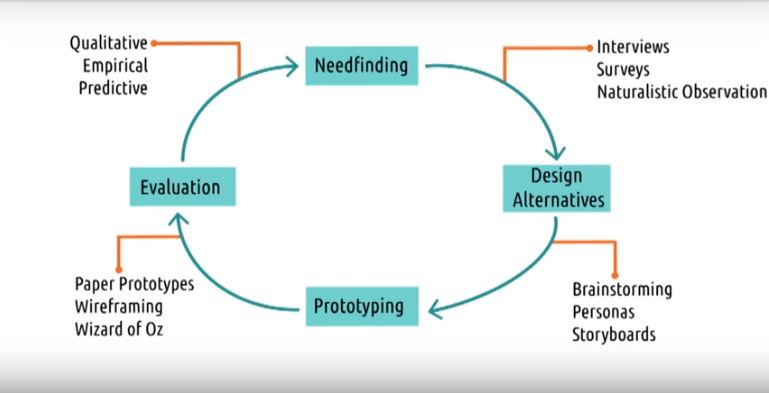 Qualitative
Empirical
Predictive
Needfinding
Interviews
Surveys
Naturalistic Observation
Evaluation
Design
Alternatives
Paper Prototypes
Wireframing
Wizard of Oz
Prototyping
Brainstorming
Personas
Storyboards